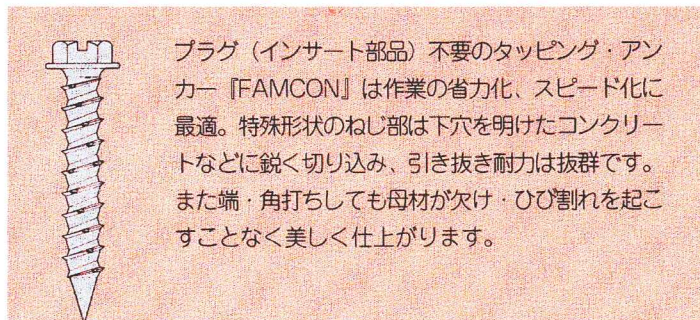 プラグ（インサート部品）不要のタッピング・アン
カー『FAMCON』は作業の省力化、スピード化に
最適。特殊形状のねじ部は下穴を明けたコンクリー
トなどに鋭く切り込み、引き抜き耐力は抜群です。
また端・角打ちしても母材が欠け・ひび割れを起こ
すことなく美しく仕上がります。